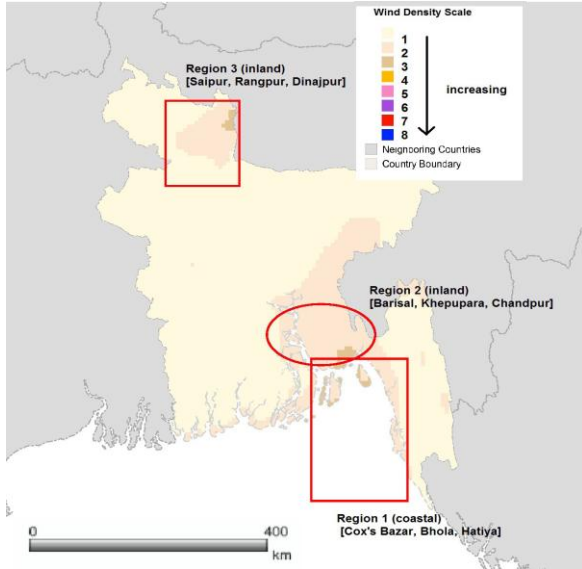 Wind Density Scale
1
2
3
4
5
6
7
8
increasing
Neignooring Countries
Country Boundary
Region 3 (inland)
[Saipur, Rangpur, Dinajpur]
Region 2 (inland)
[Barisal, Khepupara, Chandpur]
Region 1 (coastal)
[Cox's Bazar, Bhola, Hatiya]
0
400
km